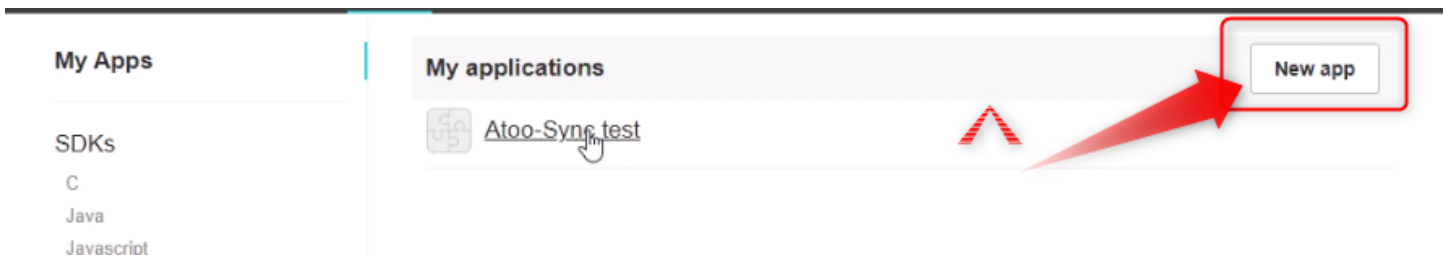 My Apps
SDKs
C
Java
Javascript
My applications
New app
Atoo-Sync test